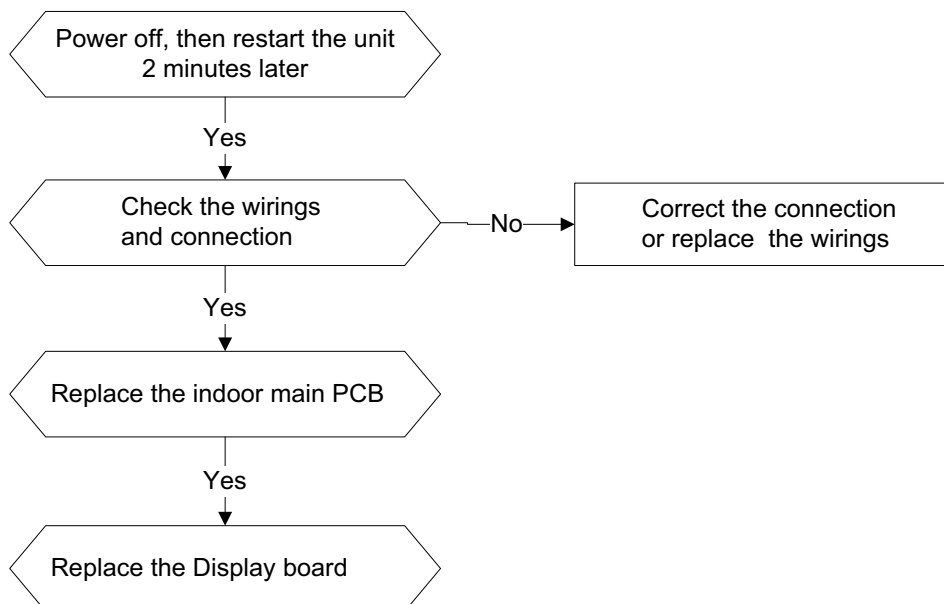 Power off, then restart the unit
2 minutes later
Yes
Check the wirings
and connection
No
Correct the connection
or replace the wirings
Yes
Replace the indoor main PCB
Yes
Replace the Display board